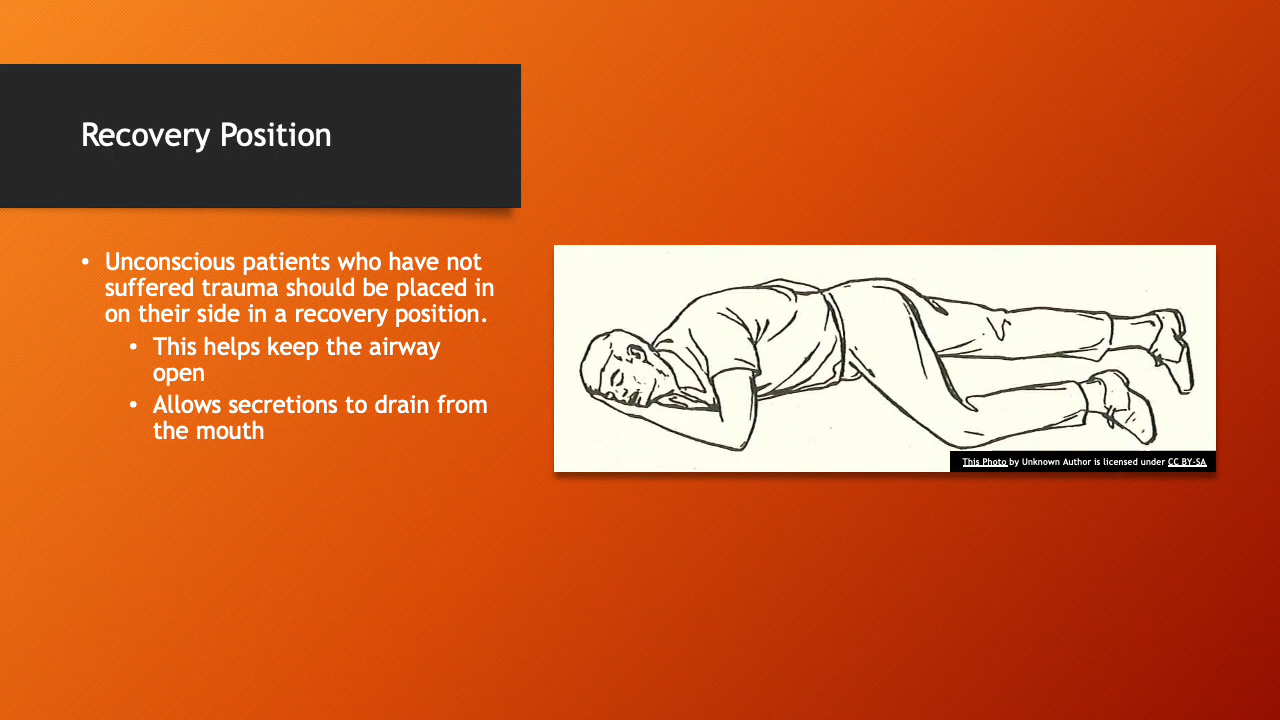 Recovery Position
• Unconscious patients who have not
suffered trauma should be placed in
on their side in a recovery position.
• This helps keep the airway
open
• Allows secretions to drain from
the mouth
This Photo by Unknown Author is licensed under CC BY-SA